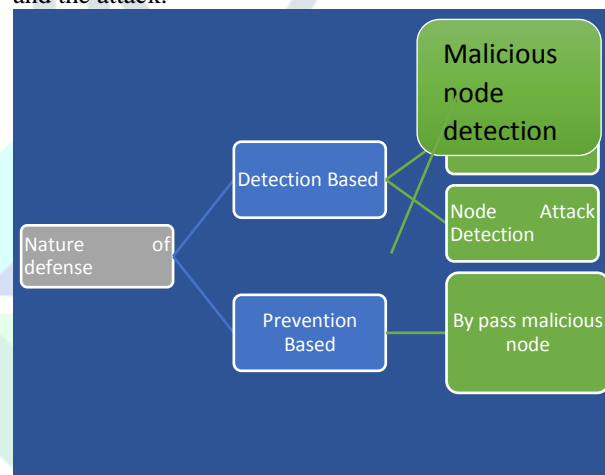 and the attack.
Malicious
node
detection
Detection Based
Node Attack
Detection
Nature of
defense
Prevention
Based
By pass malicious
node